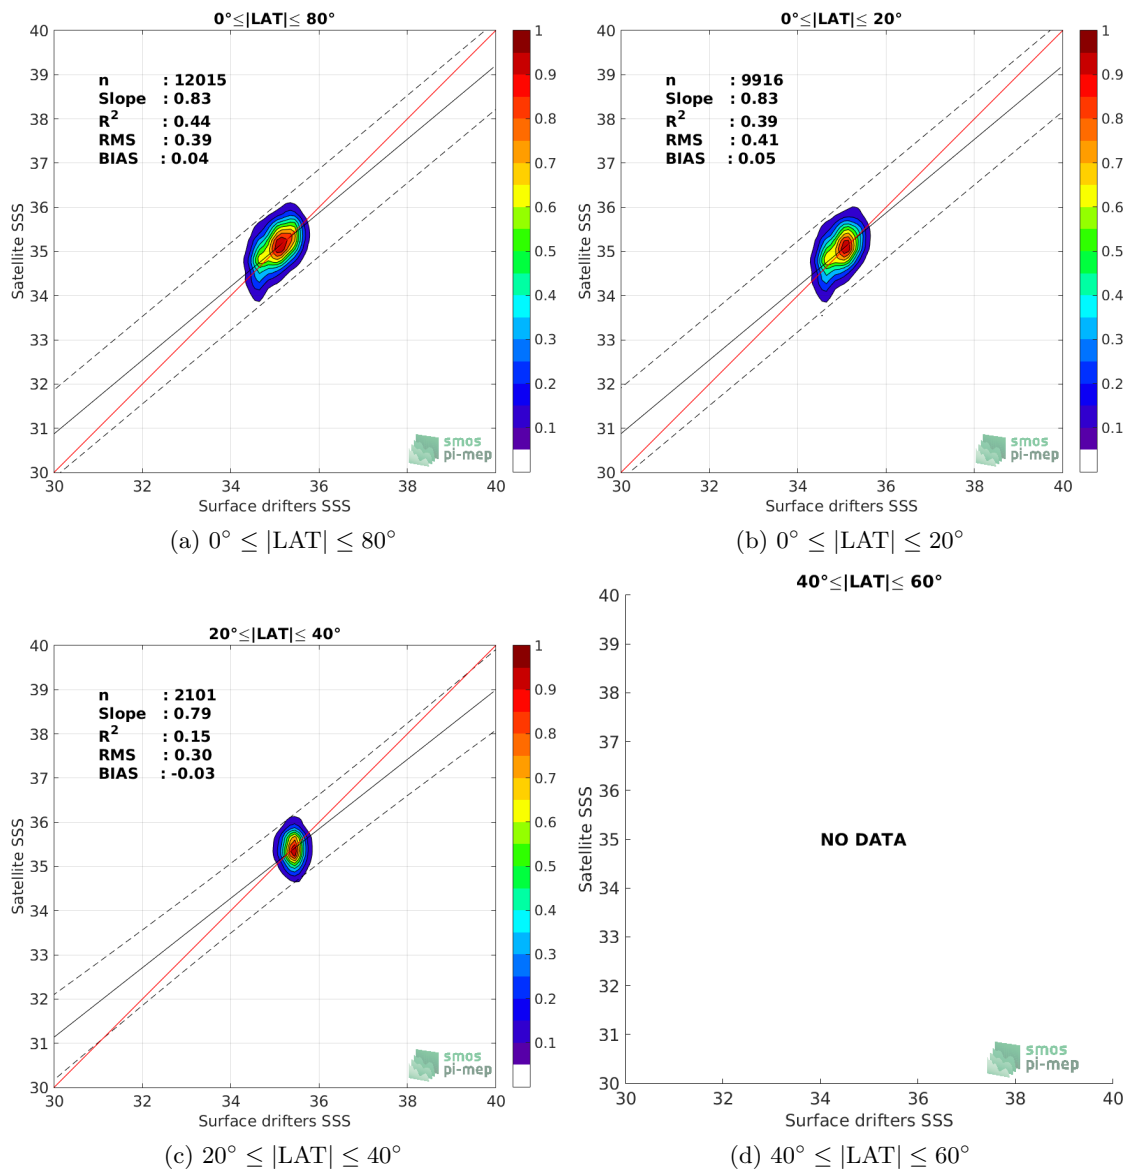 0°≤|LAT|≤ 80°
n : 12015
Slope : 0.83
R2 : 0.44
RMS : 0.39
BIAS : 0.04
40
39
38
37
36
35
34
33
32
31
30
Satellite SSS
30 32 34 36 38 40
Surface drifters SSS
1
0.9
0.8
0.7
0.6
0.5
0.4
0.3
0.2
0.1
smos
pi-mep
(a) 0° ≤ |LAT| ≤ 80°
0°≤|LAT|≤ 20°
n : 9916
Slope : 0.83
R2 : 0.39
RMS : 0.41
BIAS : 0.05
40
39
38
37
36
35
34
33
32
31
30
Satellite SSS
30 32 34 36 38 40
Surface drifters SSS
1
0.9
0.8
0.7
0.6
0.5
0.4
0.3
0.2
0.1
smos
pi-mep
(b) 0° ≤ |LAT| ≤ 20°
20°≤|LAT|≤ 40°
n : 2101
Slope : 0.79
R2 : 0.15
RMS : 0.30
BIAS : -0.03
40
39
38
37
36
35
34
33
32
31
30
Satellite SSS
30 32 34 36 38 40
Surface drifters SSS
1
0.9
0.8
0.7
0.6
0.5
0.4
0.3
0.2
0.1
smos
pi-mep
(c) 20° ≤ |LAT| ≤ 40°
40°≤|LAT|≤ 60°
40
39
38
37
36
35
34
33
32
31
30
Satellite SSS
NO DATA
30 32 34 36 38 40
Surface drifters SSS
smos
pi-mep
(d) 40° ≤ |LAT| ≤ 60°